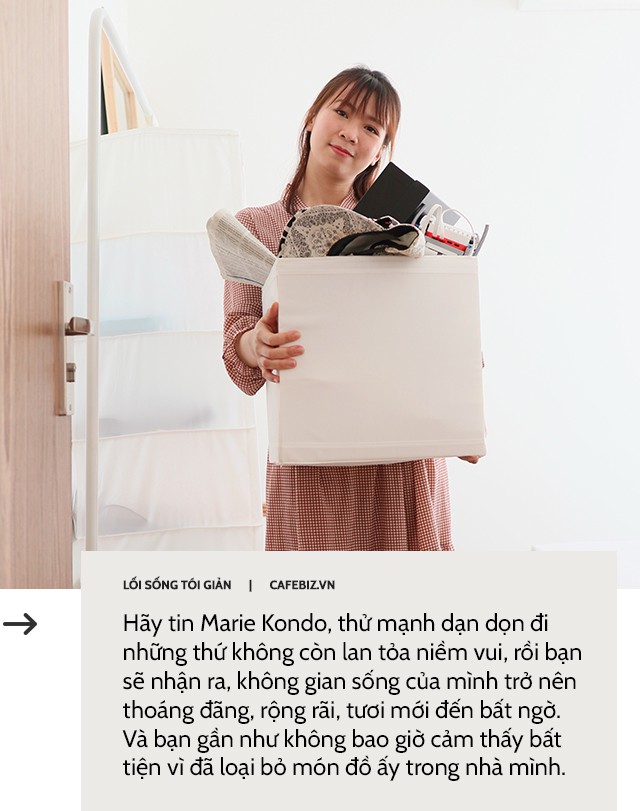 LỐI SỐNG TỐI GIẢN | CAFEBIZ.VN
Hãy tin Marie Kondo, thử mạnh dạn dọn đi
những thứ không còn lan tỏa niềm vui, rồi bạn
sẽ nhận ra, không gian sống của mình trở nên
thoáng đãng, rộng rãi, tươi mới đến bất ngờ.
Và bạn gần như không bao giờ cảm thấy bất
tiện vì đã loại bỏ món đồ ấy trong nhà mình.